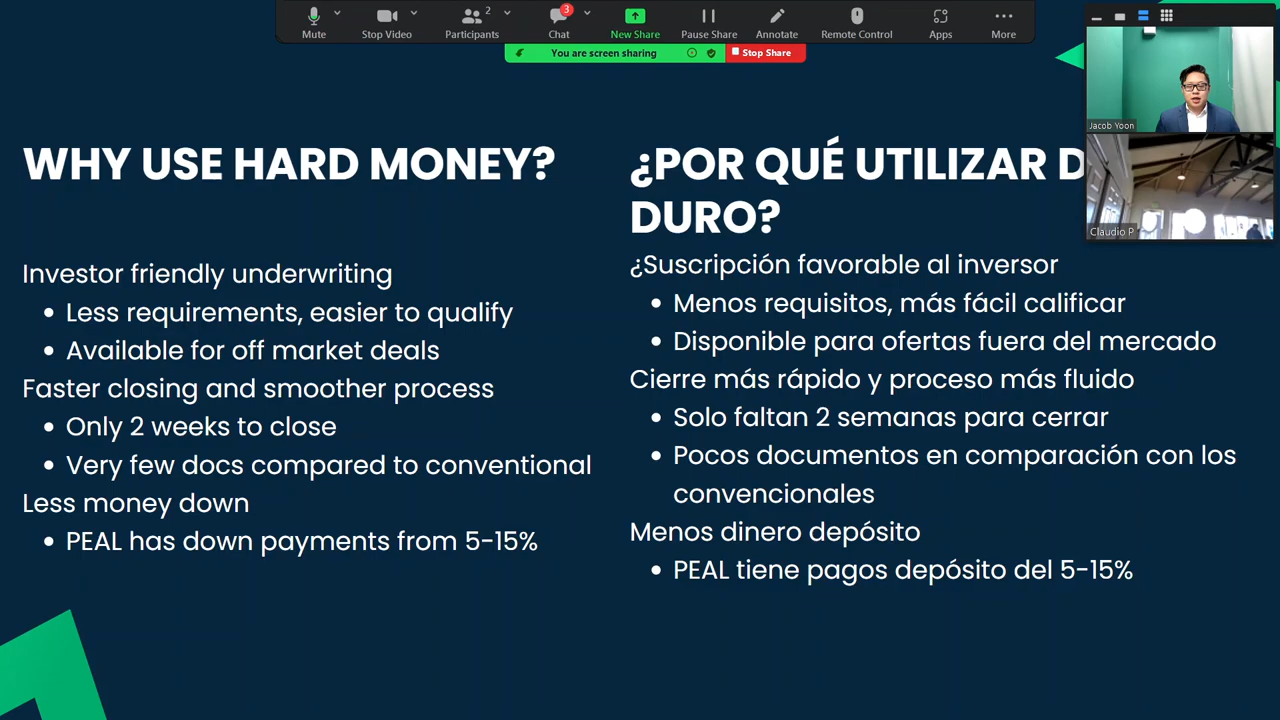 2
3
Mute
Stop Video
Participants
Chat
New Share
Pause Share
Annotate
Remote Control
Apps
More
You are screen sharing
Stop Share
Jacob Yoon
Claudio P
WHY USE HARD MONEY?
Investor friendly underwriting
• Less requirements, easier to qualify
• Available for off market deals
Faster closing and smoother process
• Only 2 weeks to close
• Very few docs compared to conventional
Less money down
• PEAL has down payments from 5-15%
¿POR QUÉ UTILIZAR
DURO?
¿Suscripción favorable al inversor
• Menos requisitos, más fácil calificar
• Disponible para ofertas fuera del mercado
Cierre más rápido y proceso más fluido
• Solo faltan 2 semanas para cerrar
• Pocos documentos en comparación con los
convencionales
Menos dinero depósito
• PEAL tiene pagos depósito del 5-15%